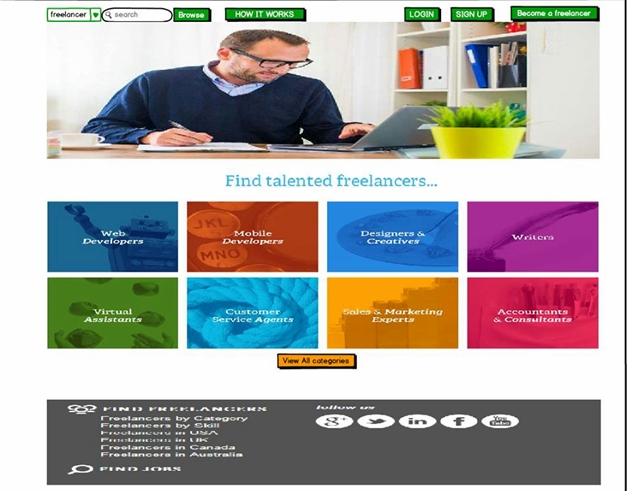 freelancer
search
Browse
HOW IT WORKS
LOGIN
SIGN UP
Become a freelancer
Find talented freelancers...
Web
Developers
JKL
MNO
Mobile
Developers
Designers &
Creatives
Writers
Virtual
Assistants
Customer
Service Agents
Sales & Marketing
Experts
Accountants
& Consultants
View All categories
FIND FREELANCERS
Freelancers by Category
Freelancers by Skill
Freelancers in USA
Freelancers in UK
Freelancers in Canada
Freelancers in Australia
FIND JOBS
follow us
g+
in
f
You
Tube